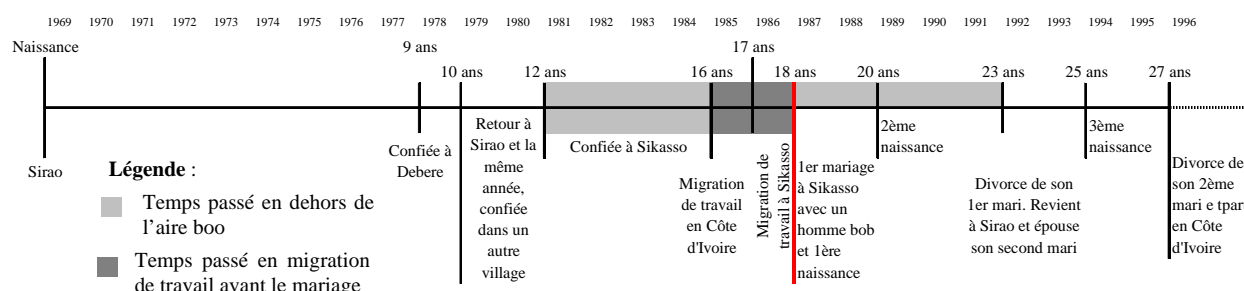 1969 1970 1971 1972 1973 1974 1975 1976 1977 1978 1979 1980 1981 1982 1983 1984 1985 1986 1987 1988 1989 1990 1991 1992 1993 1994 1995 1996
Naissance
9 ans
17 ans
10 ans
12 ans
16 ans
18 ans
20 ans
23 ans
25 ans
27 ans
Sirao
Confiée à
Debere
Retour à
Sirao et la
même
année,
confiée
dans un
autre
village
Confiée à Sikasso
Migration
de travail
en Côte
d'Ivoire
Migration de
travail à Sikasso
1er mariage
à Sikasso
avec un
homme bob
et 1ère
naissance
2ème
naissance
Divorce de son
1er mari. Revient
à Sirao et épouse
son second mari
3ème
naissance
Divorce de
son 2ème
mari e tpar
en Côte
d'Ivoire
Légende :
Temps passé en dehors de
l'aire boo
Temps passé en migration
de travail avant le mariage